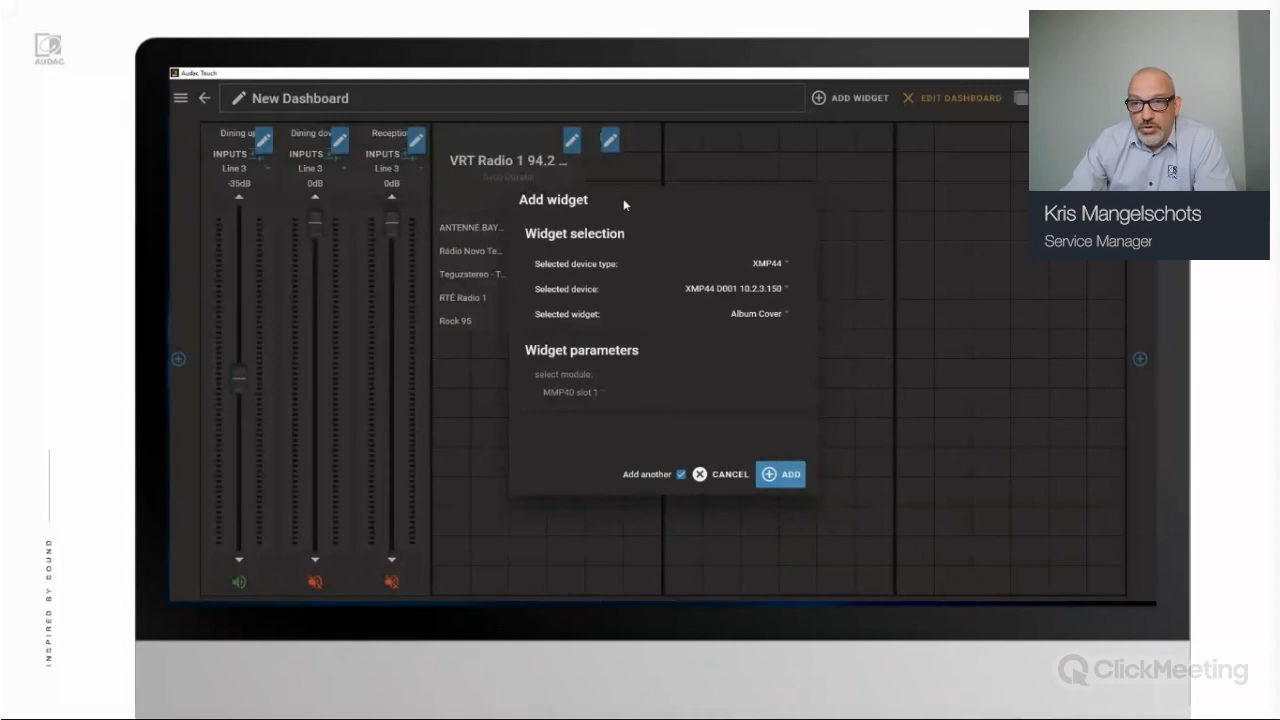 AUDAC
Audac Touch
New Dashboard
ADD WIDGET
EDIT DASHBOARD
Dining up
Dining dow
Reception
INPUTS
INPUTS
INPUTS
Line 3
Line 3
Line 3
-35dB
0dB
0dB
VRT Radio 1 94.2 ...
ANTENNE BAY...
Rádio Novo Te...
Teguzstereo - T...
RTÉ Radio 1
Rock 95
Add widget
Widget selection
Selected device type:
XMP44
Selected device:
XMP44 D001 10.2.3.150
Selected widget:
Album Cover
Widget parameters
select module:
MMP40 slot 1
Add another
CANCEL
ADD
Kris Mangelschots
Service Manager
INSPIRED BY SOUND
ClickMeeting